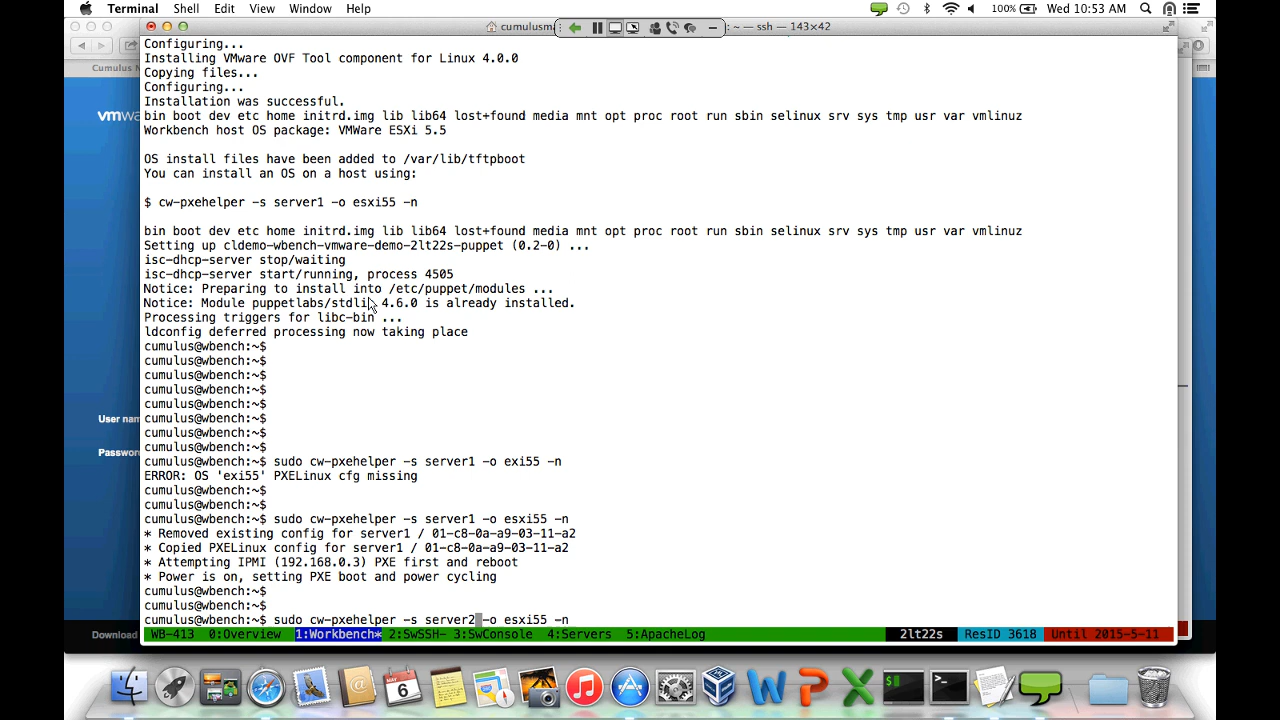 Terminal Shell Edit View Window Help 100% Wed 10:53 AM
cumulusma : ~ — ssh — 143×42
Configuring...
Installing VMware OVF Tool component for Linux 4.0.0
Copying files...
Configuring...
Installation was successful.
bin boot dev etc home initrd.img lib lib64 lost+found media mnt opt proc root run sbin selinux srv sys tmp usr var vmlinuz
Workbench host OS package: VMWare ESXi 5.5
OS install files have been added to /var/lib/tftpboot
You can install an OS on a host using:
$ cw-pxehelper -s server1 -o esxi55 -n
bin boot dev etc home initrd.img lib lib64 lost+found media mnt opt proc root run sbin selinux srv sys tmp usr var vmlinuz
Setting up cldemo-wbench-vmware-demo-2lt22s-puppet (0.2-0) ...
isc-dhcp-server stop/waiting
isc-dhcp-server start/running, process 4505
Notice: Preparing to install into /etc/puppet/modules ...
Notice: Module puppetlabs/stdlib 4.6.0 is already installed.
Processing triggers for libc-bin ...
ldconfig deferred processing now taking place
cumulus@wbench:~$
cumulus@wbench:~$
cumulus@wbench:~$
cumulus@wbench:~$
cumulus@wbench:~$
cumulus@wbench:~$
cumulus@wbench:~$
cumulus@wbench:~$
cumulus@wbench:~$ sudo cw-pxehelper -s server1 -o exi55 -n
ERROR: OS 'exi55' PXELinux cfg missing
cumulus@wbench:~$
cumulus@wbench:~$
cumulus@wbench:~$ sudo cw-pxehelper -s server1 -o esxi55 -n
* Removed existing config for server1 / 01-c8-0a-a9-03-11-a2
* Copied PXELinux config for server1 / 01-c8-0a-a9-03-11-a2
* Attempting IPMI (192.168.0.3) PXE first and reboot
* Power is on, setting PXE boot and power cycling
cumulus@wbench:~$
cumulus@wbench:~$
cumulus@wbench:~$ sudo cw-pxehelper -s server2 -o esxi55 -n
WB-413 0:Overview 1:Workbench* 2:SwSSH- 3:SwConsole 4:Servers 5:ApacheLog 2lt22s ResID 3618 Until 2015-5-11
Cumulus N
vmwa
User nam
Passwor
Download
MAY
6